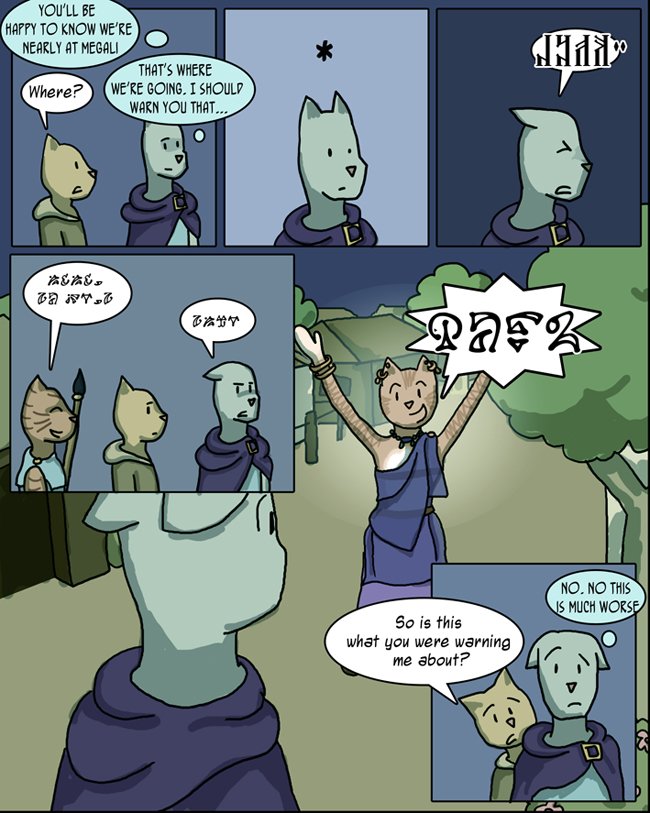 YOU'LL BE
HAPPY TO KNOW WE'RE
NEARLY AT MEGALI
Where?
THAT'S WHERE
WE'RE GOING. I SHOULD
WARN YOU THAT...
*
So is this
what you were warning
me about?
NO, NO THIS
IS MUCH WORSE